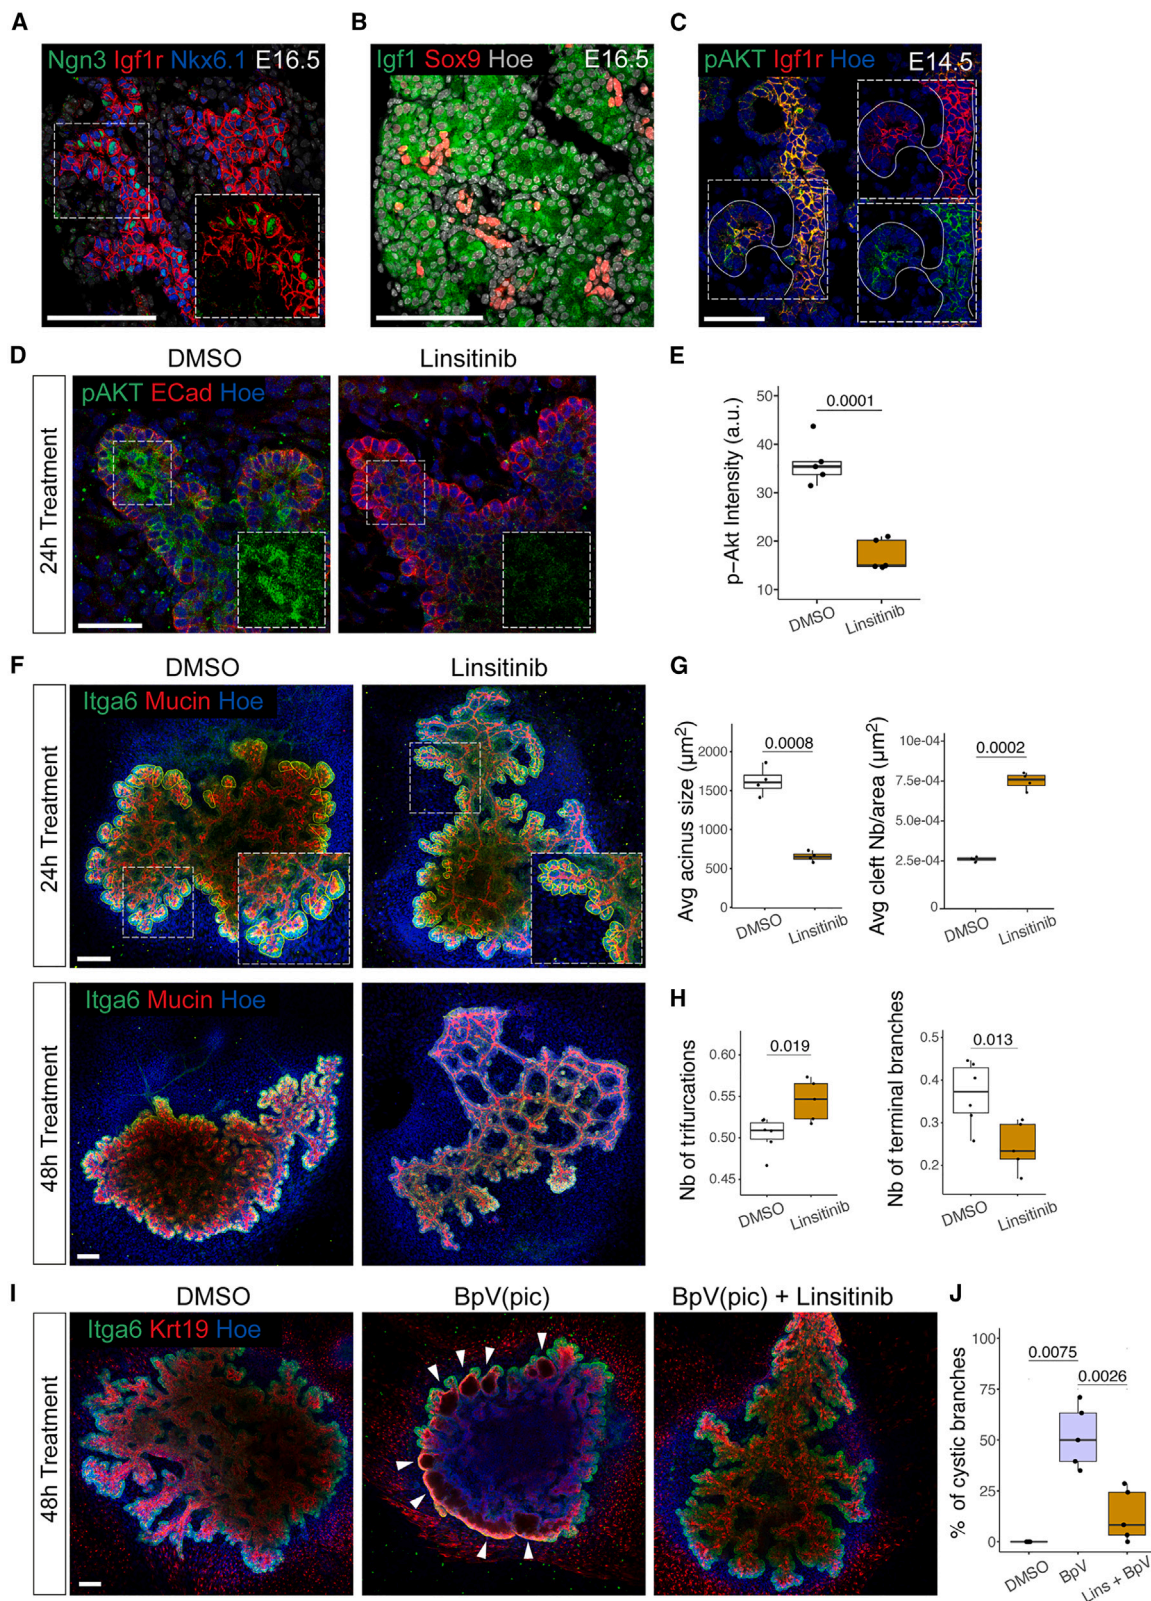 A
Ngn3 Igf1r Nkx6.1 E16.5
B
Igf1 Sox9 Hoe E16.5
C
pAKT Igf1r Hoe E14.5
D
DMSO
Linsitinib
24h Treatment
pAKT ECad Hoe
E
p–Akt Intensity (a.u.)
50
40
30
20
10
0.0001
DMSO
Linsitinib
F
DMSO
Linsitinib
24h Treatment
Itga6 Mucin Hoe
48h Treatment
Itga6 Mucin Hoe
G
Avg acinus size (µm²)
2000
1500
1000
500
0
0.0008
DMSO
Linsitinib
Avg cleft Nb/area (µm²)
10e-04
7.5e-04
5.0e-04
2.5e-04
0
0.0002
DMSO
Linsitinib
H
Nb of trifurcations
0.60
0.55
0.50
0.45
0.019
DMSO
Linsitinib
Nb of terminal branches
0.5
0.4
0.3
0.2
0.013
DMSO
Linsitinib
I
DMSO
BpV(pic)
BpV(pic) + Linsitinib
48h Treatment
Itga6 Krt19 Hoe
J
% of cystic branches
100
75
50
25
0
0.0075
0.0026
DMSO
BpV
Lins + BpV